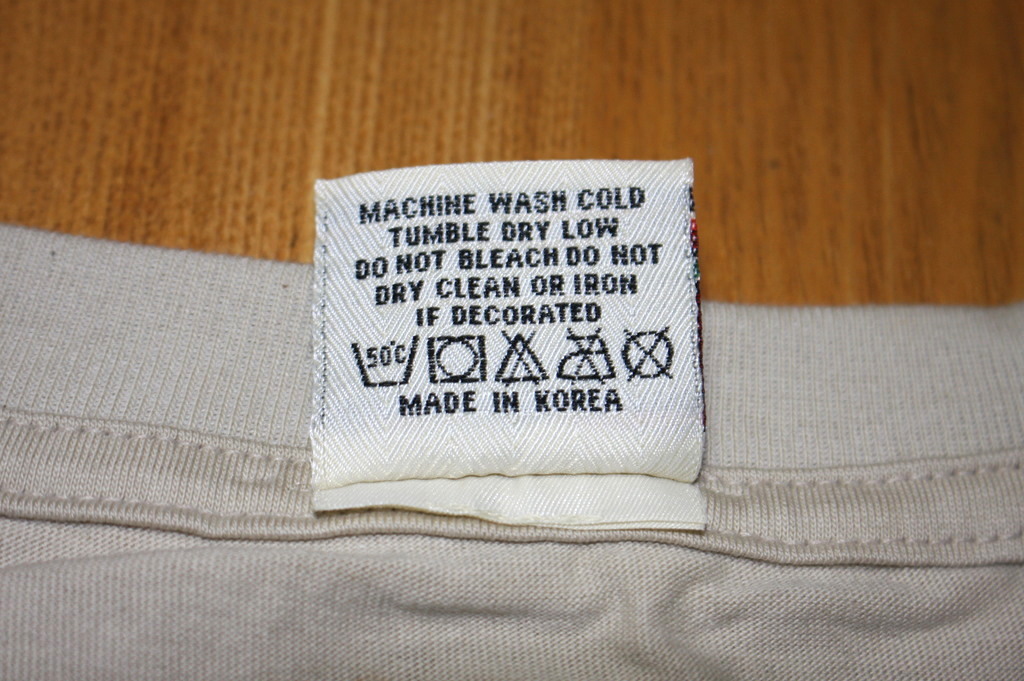 MACHINE WASH COLD
TUMBLE DRY LOW
DO NOT BLEACH DO NOT
DRY CLEAN OR IRON
IF DECORATED
50°C
MADE IN KOREA